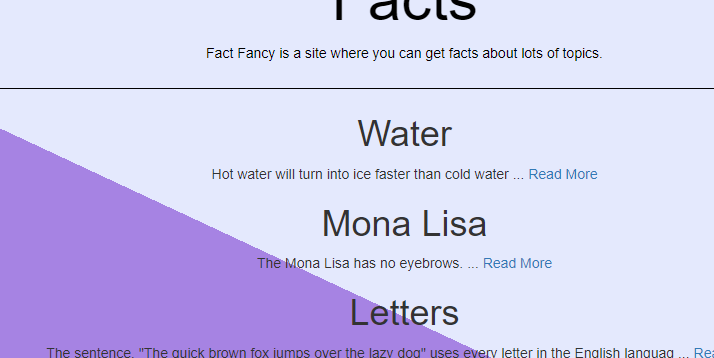 Facts
Fact Fancy is a site where you can get facts about lots of topics.
Water
Hot water will turn into ice faster than cold water ... Read More
Mona Lisa
The Mona Lisa has no eyebrows. ... Read More
Letters
The sentence, "The quick brown fox jumps over the lazy dog" uses every letter in the English languag ... Rea